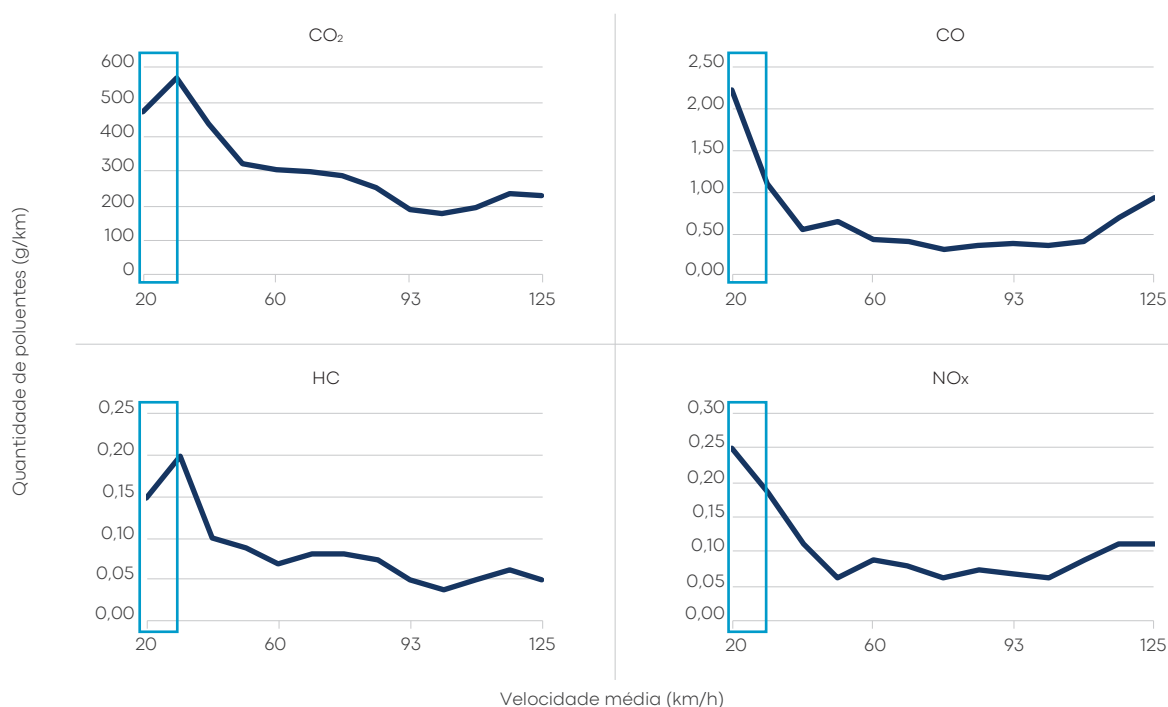 CO₂
600
500
400
300
200
100
0
20 60 93 125
CO
2,50
2,00
1,50
1,00
0,50
0,00
20 60 93 125
Quantidade de poluentes (g/km)
HC
0,25
0,20
0,15
0,10
0,05
0,00
20 60 93 125
NOx
0,30
0,25
0,20
0,15
0,10
0,05
0,00
20 60 93 125
Velocidade média (km/h)